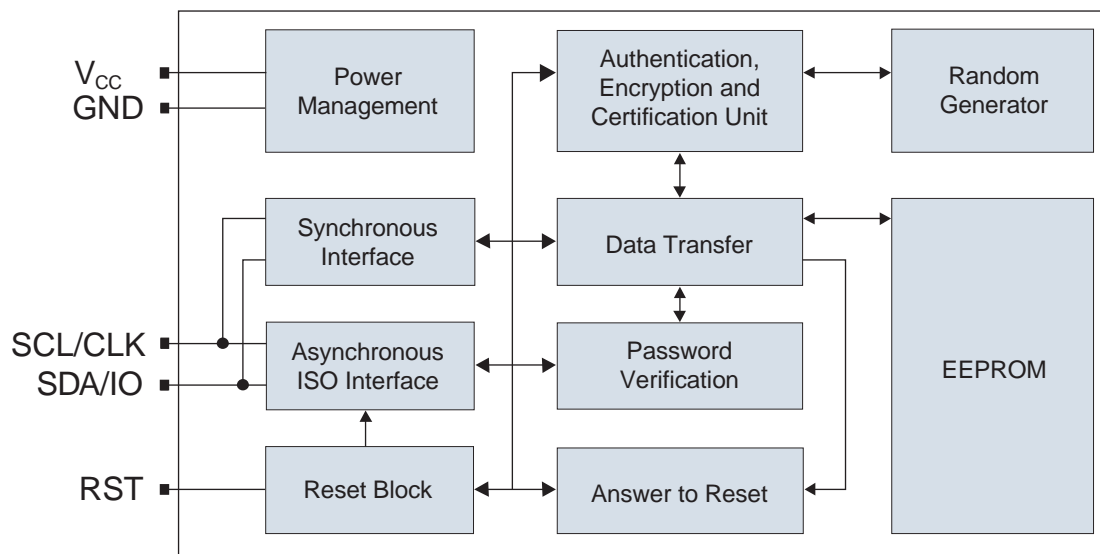 V_CC
GND
Power
Management
Authentication,
Encryption and
Certification Unit
Random
Generator
Synchronous
Interface
Data Transfer
EEPROM
SCL/CLK
SDA/IO
Asynchronous
ISO Interface
Password
Verification
RST
Reset Block
Answer to Reset